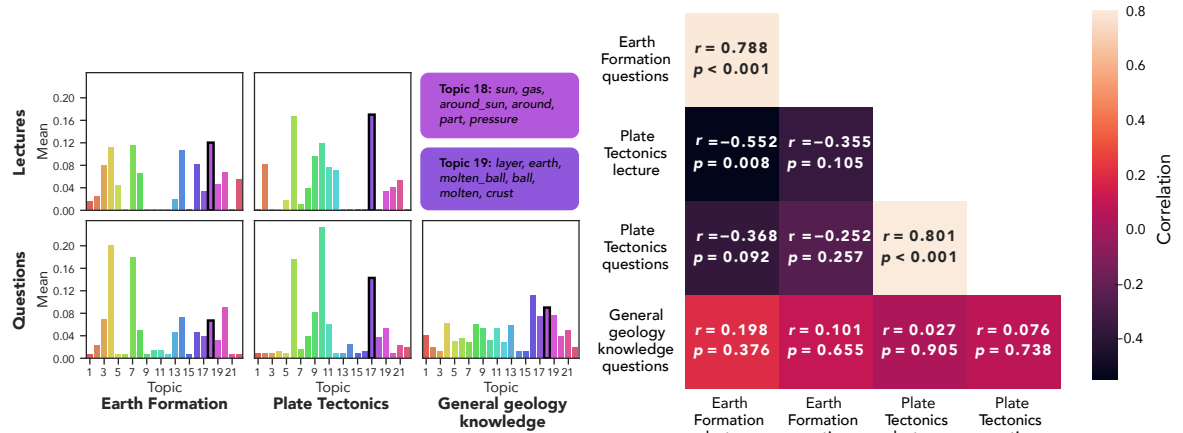 Lectures
Mean
0.20
0.16
0.12
0.08
0.04
0.00
Topic 18: sun, gas,
around_sun, around,
part, pressure
Topic 19: layer, earth,
molten_ball, ball,
molten, crust
Questions
Mean
0.20
0.16
0.12
0.08
0.04
0.00
1 3 5 7 9 11 13 15 17 19 21
Topic
Earth Formation
1 3 5 7 9 11 13 15 17 19 21
Topic
Plate Tectonics
1 3 5 7 9 11 13 15 17 19 21
Topic
General geology
knowledge
Earth
Formation
questions
r = 0.788
p < 0.001
Plate
Tectonics
lecture
r =−0.552
p = 0.008
r =−0.355
p = 0.105
Plate
Tectonics
questions
r =−0.368
p = 0.092
r =−0.252
p = 0.257
r = 0.801
p < 0.001
General
geology
knowledge
questions
r = 0.198
p = 0.376
r = 0.101
p = 0.655
r = 0.027
p = 0.905
r = 0.076
p = 0.738
Earth
Formation
Earth
Formation
Plate
Tectonics
Plate
Tectonics
0.8
0.6
0.4
0.2
0.0
−0.2
−0.4
Correlation